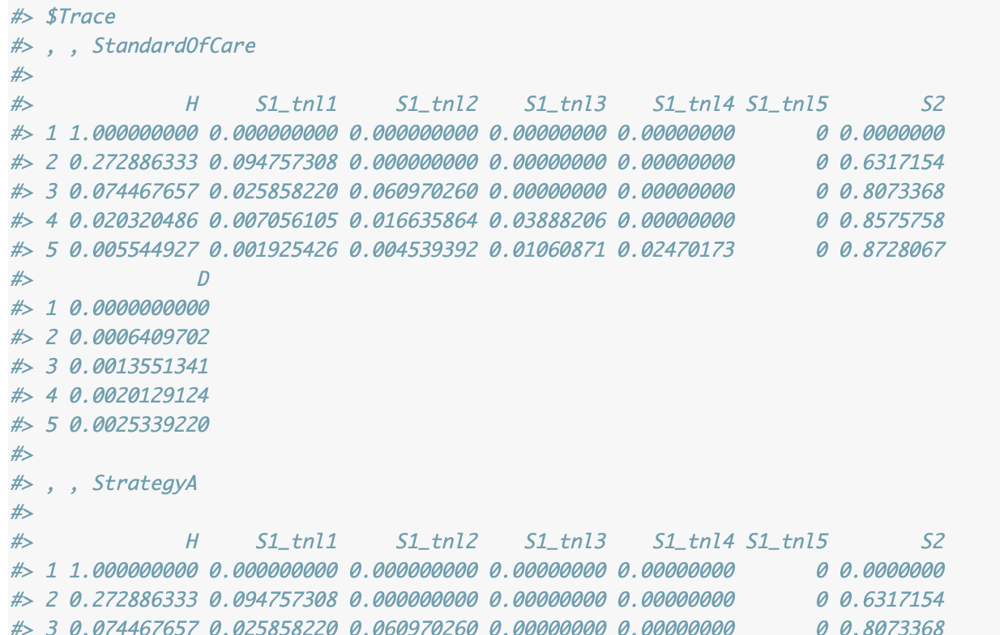 #> $Trace
#> , , StandardOfCare
#>
#>             H     S1_tnl1     S1_tnl2    S1_tnl3    S1_tnl4 S1_tnl5        S2
#> 1 1.000000000 0.000000000 0.000000000 0.00000000 0.00000000       0 0.0000000
#> 2 0.272886333 0.094757308 0.000000000 0.00000000 0.00000000       0 0.6317154
#> 3 0.074467657 0.025858220 0.060970260 0.00000000 0.00000000       0 0.8073368
#> 4 0.020320486 0.007056105 0.016635864 0.03888206 0.00000000       0 0.8575758
#> 5 0.005544927 0.001925426 0.004539392 0.01060871 0.02470173       0 0.8728067
#>              D
#> 1 0.0000000000
#> 2 0.0006409702
#> 3 0.0013551341
#> 4 0.0020129124
#> 5 0.0025339220
#>
#> , , StrategyA
#>
#>             H     S1_tnl1     S1_tnl2    S1_tnl3    S1_tnl4 S1_tnl5        S2
#> 1 1.000000000 0.000000000 0.000000000 0.00000000 0.00000000       0 0.0000000
#> 2 0.272886333 0.094757308 0.000000000 0.00000000 0.00000000       0 0.6317154
#> 3 0.074467657 0.025858220 0.060970260 0.00000000 0.00000000       0 0.8073368